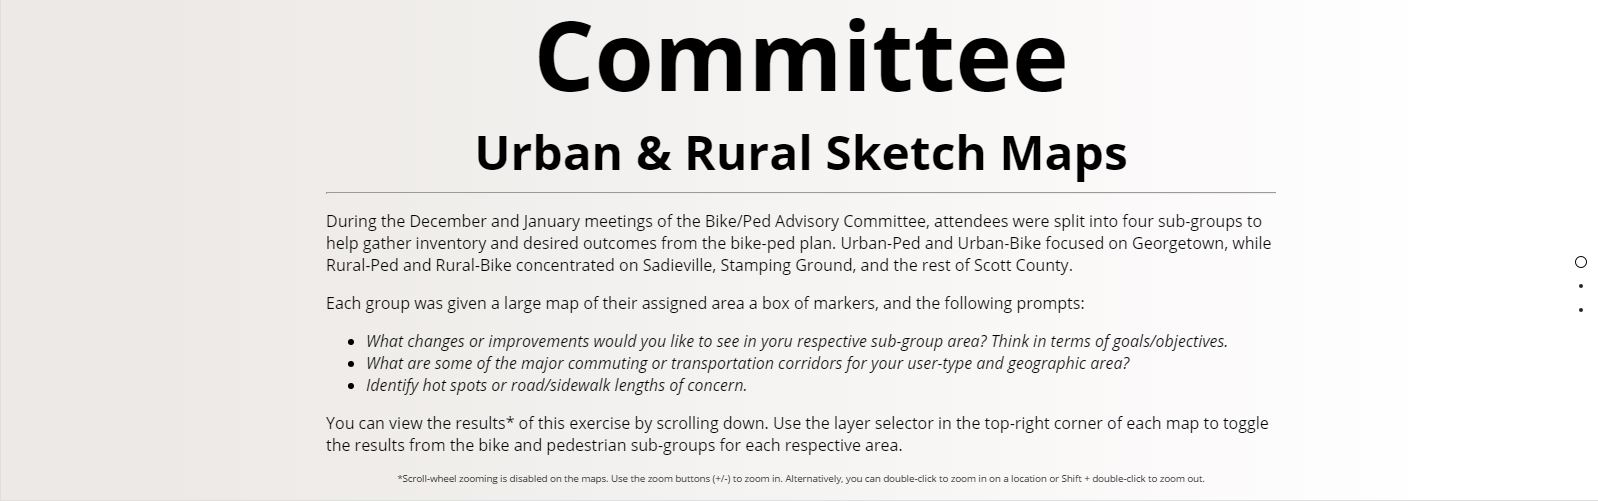 Committee
Urban & Rural Sketch Maps
During the December and January meetings of the Bike/Ped Advisory Committee, attendees were split into four sub-groups to
help gather inventory and desired outcomes from the bike-ped plan. Urban-Ped and Urban-Bike focused on Georgetown, while
Rural-Ped and Rural-Bike concentrated on Sadieville, Stamping Ground, and the rest of Scott County.
Each group was given a large map of their assigned area a box of markers, and the following prompts:
• What changes or improvements would you like to see in yoru respective sub-group area? Think in terms of goals/objectives.
• What are some of the major commuting or transportation corridors for your user-type and geographic area?
• Identify hot spots or road/sidewalk lengths of concern.
You can view the results* of this exercise by scrolling down. Use the layer selector in the top-right corner of each map to toggle
the results from the bike and pedestrian sub-groups for each respective area.
*Scroll-wheel zooming is disabled on the maps. Use the zoom buttons (+/-) to zoom in. Alternatively, you can double-click to zoom in on a location or Shift + double-click to zoom out.